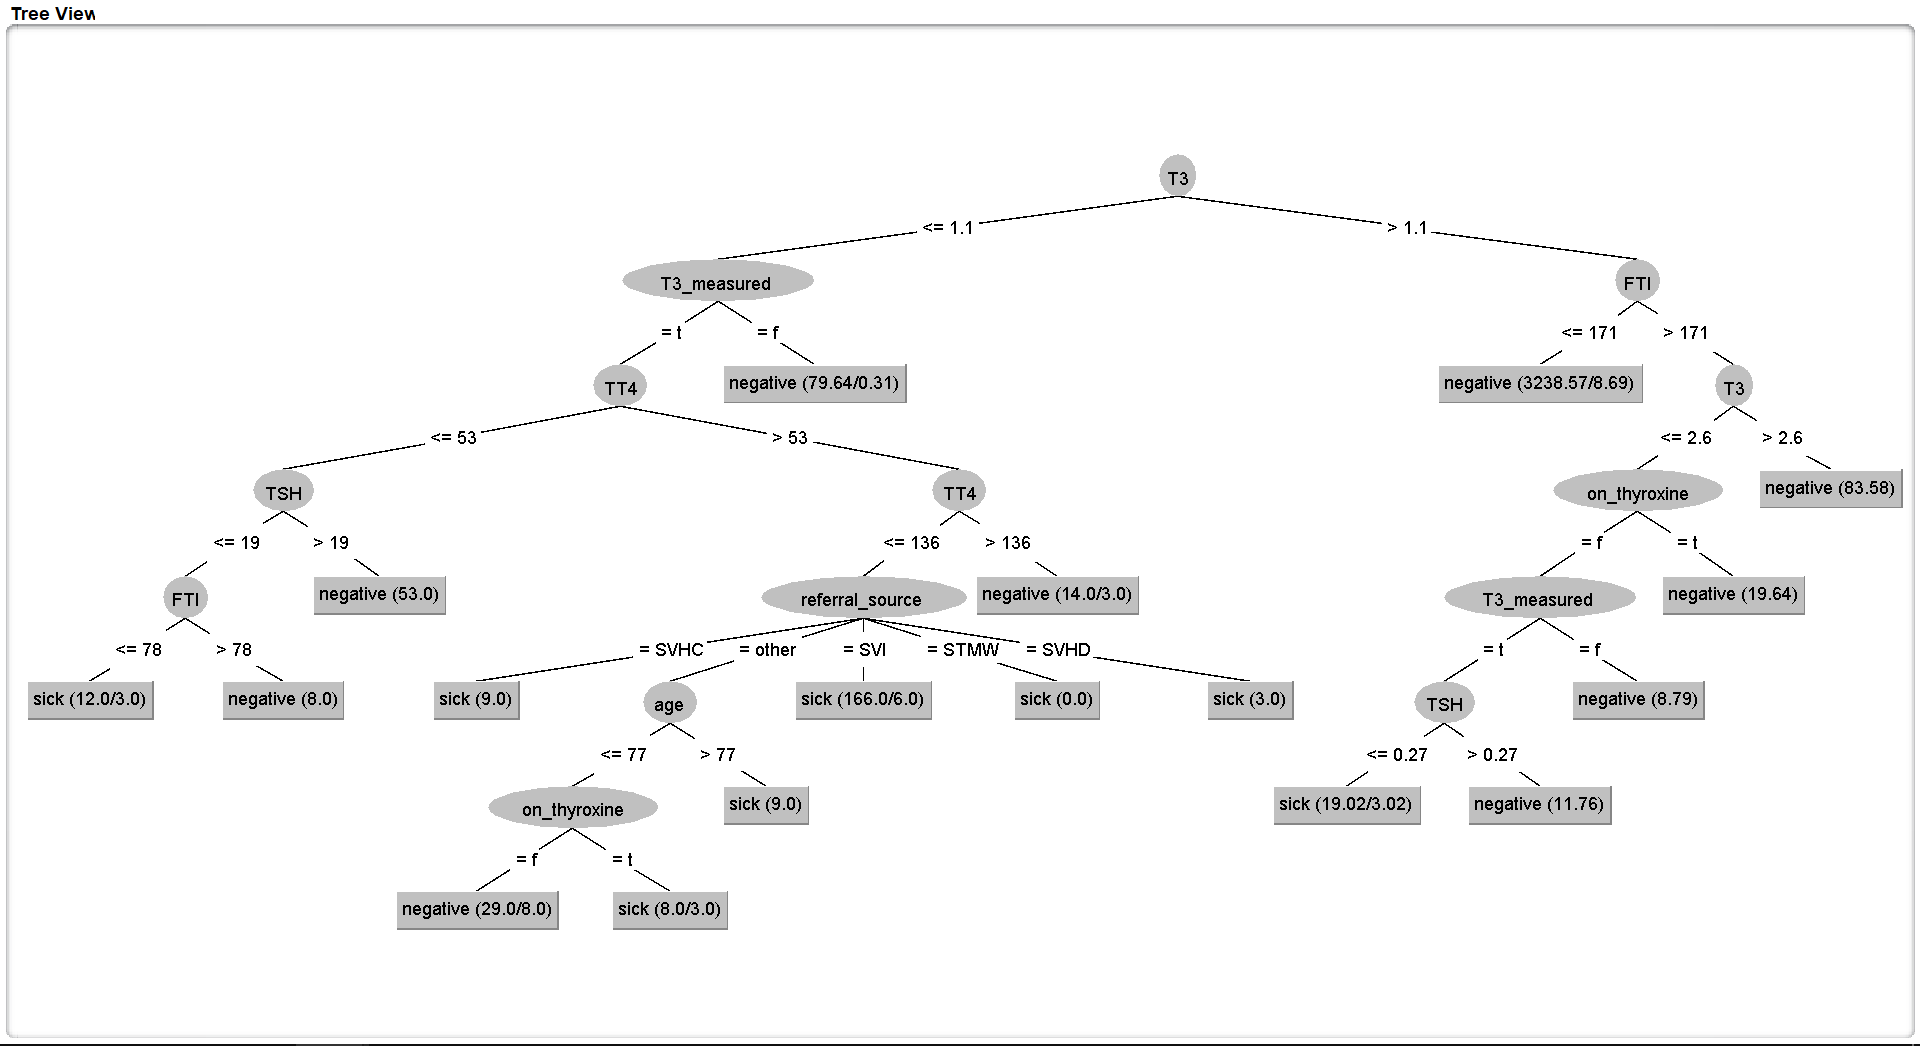 Tree View
T3
<= 1.1
> 1.1
T3_measured
FTI
= t
= f
<= 171
> 171
TT4
negative (79.64/0.31)
negative (3238.57/8.69)
T3
<= 53
> 53
<= 2.6
> 2.6
TSH
TT4
on_thyroxine
negative (83.58)
<= 19
> 19
<= 136
> 136
= f
= t
FTI
negative (53.0)
referral_source
negative (14.0/3.0)
T3_measured
negative (19.64)
<= 78
> 78
= SVHC
= other
= SVI
= STMW
= SVHD
= t
= f
sick (12.0/3.0)
negative (8.0)
sick (9.0)
age
sick (166.0/6.0)
sick (0.0)
sick (3.0)
TSH
negative (8.79)
<= 77
> 77
<= 0.27
> 0.27
on_thyroxine
sick (9.0)
sick (19.02/3.02)
negative (11.76)
= f
= t
negative (29.0/8.0)
sick (8.0/3.0)